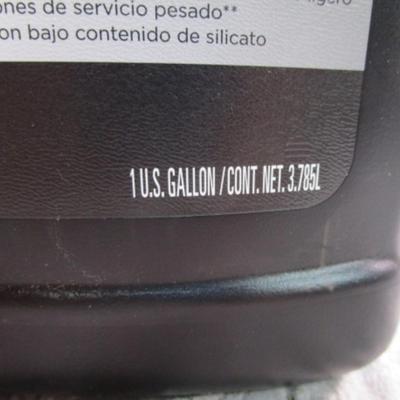 ones de servicio pesado**
on bajo contenido de silicato
1 U.S. GALLON / CONT. NET. 3.785L